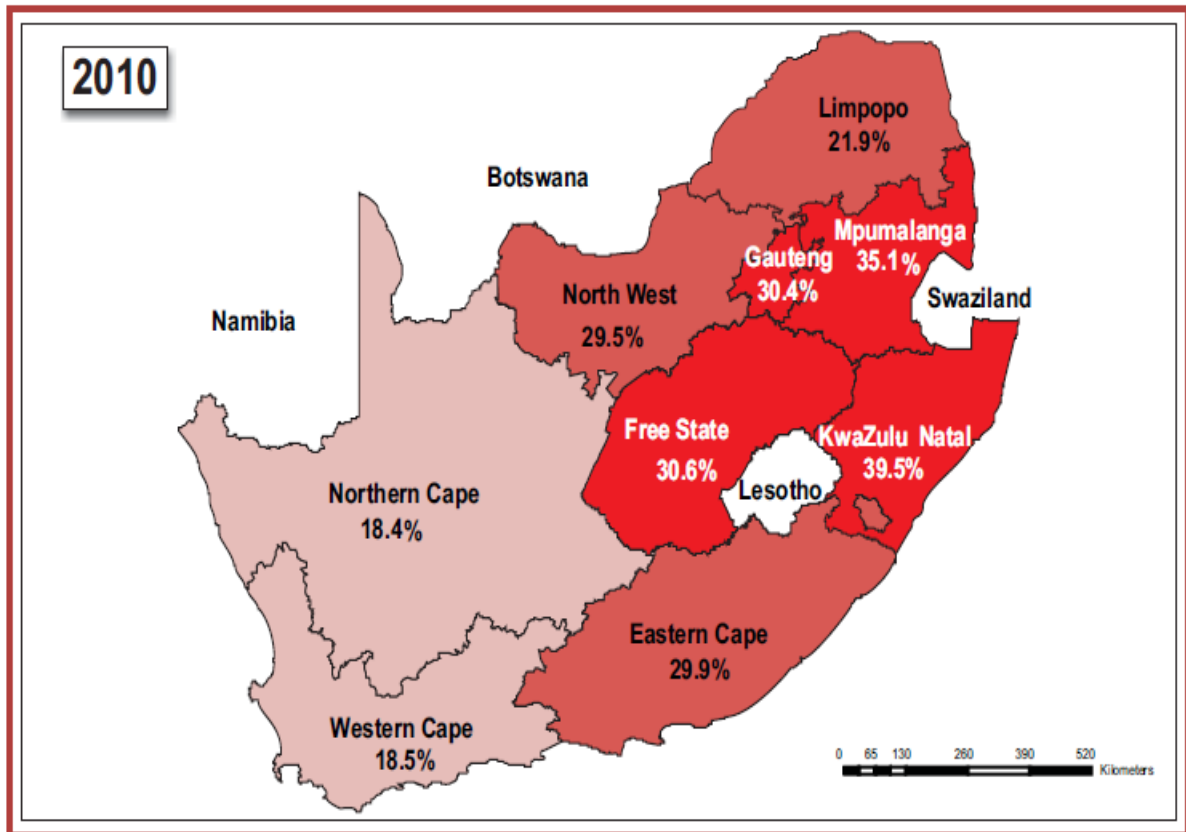 2010
Limpopo
21.9%
Botswana
Mpumalanga
35.1%
Gauteng
30.4%
Swaziland
North West
29.5%
Namibia
Free State
30.6%
KwaZulu Natal
39.5%
Lesotho
Northern Cape
18.4%
Eastern Cape
29.9%
Western Cape
18.5%
0 65 130 260 390 520
Kilometers